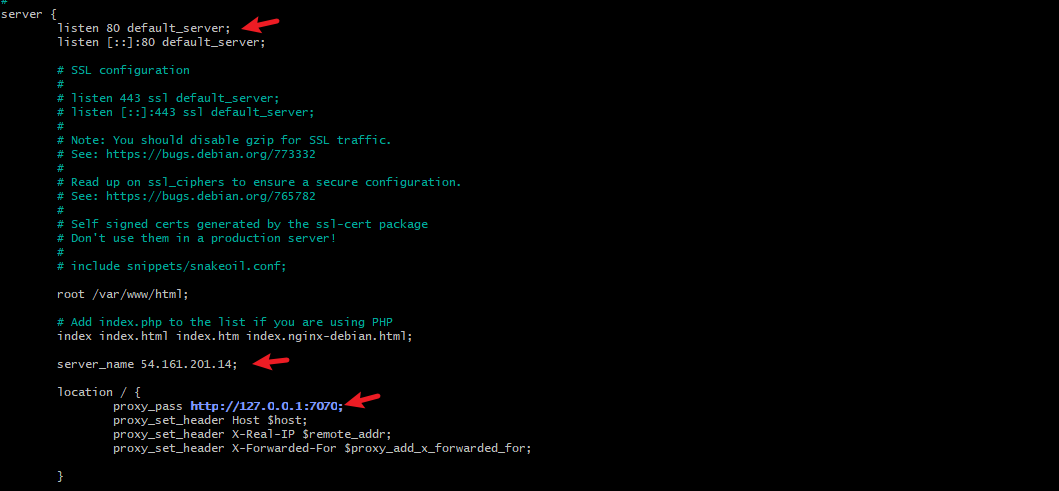 #
server {
listen 80 default_server;
listen [::]:80 default_server;
# SSL configuration
#
# listen 443 ssl default_server;
# listen [::]:443 ssl default_server;
#
# Note: You should disable gzip for SSL traffic.
# See: https://bugs.debian.org/773332
#
# Read up on ssl_ciphers to ensure a secure configuration.
# See: https://bugs.debian.org/765782
#
# Self signed certs generated by the ssl-cert package
# Don't use them in a production server!
#
# include snippets/snakeoil.conf;
root /var/www/html;
# Add index.php to the list if you are using PHP
index index.html index.htm index.nginx-debian.html;
server_name 54.161.201.14;
location / {
proxy_pass http://127.0.0.1:7070;
proxy_set_header Host $host;
proxy_set_header X-Real-IP $remote_addr;
proxy_set_header X-Forwarded-For $proxy_add_x_forwarded_for;
}